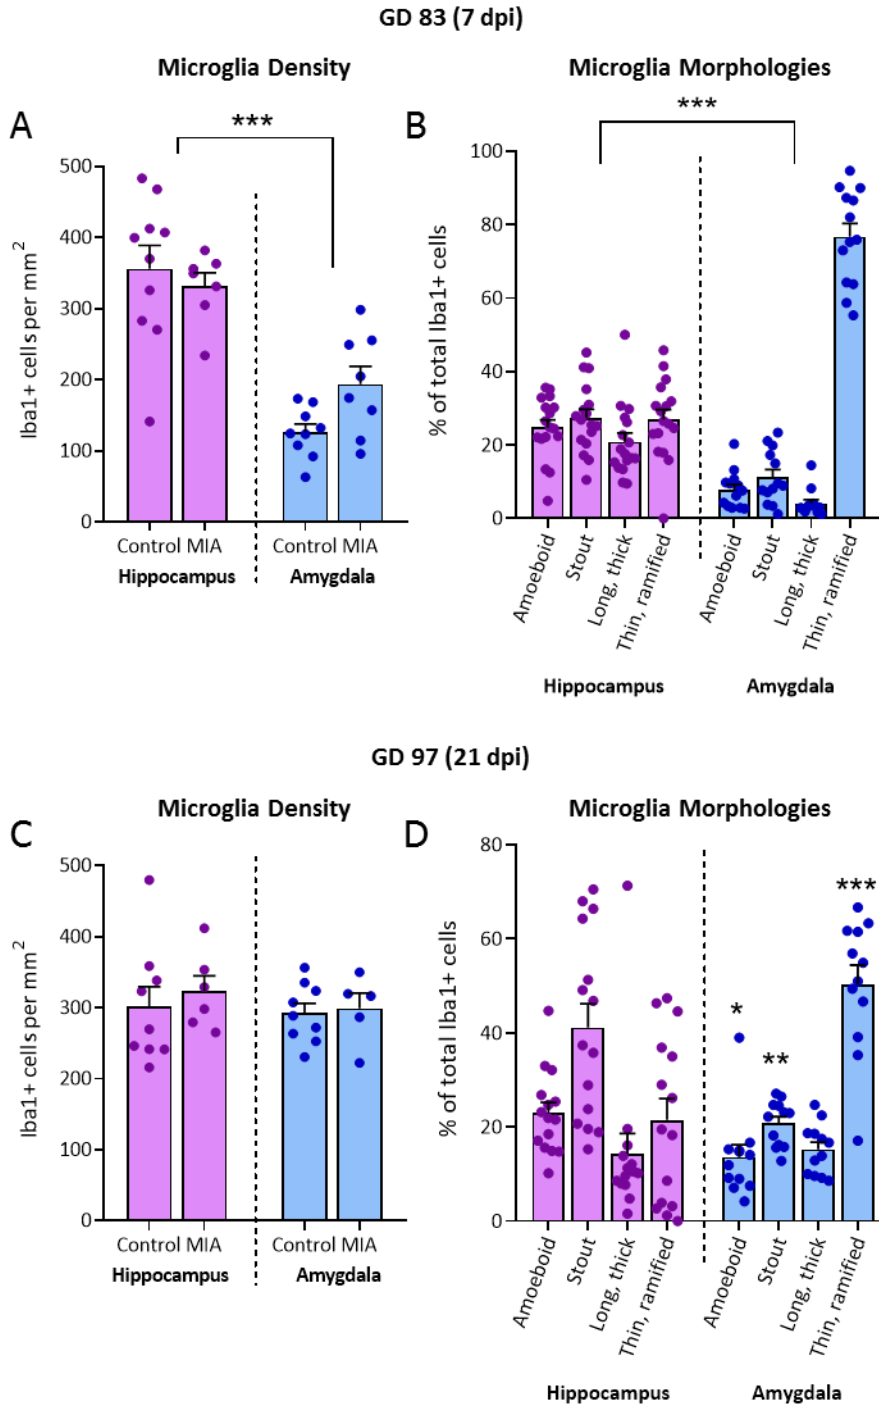 GD 83 (7 dpi)
Microglia Density
Microglia Morphologies
A
***
B
***
Iba1+ cells per mm²
500
400
300
200
100
0
Control MIA
Control MIA
Hippocampus
Amygdala
% of total Iba1+ cells
100
80
60
40
20
0
Amoeboid
Stout
Long, thick
Thin, ramified
Amoeboid
Stout
Long, thick
Thin, ramified
Hippocampus
Amygdala
GD 97 (21 dpi)
Microglia Density
Microglia Morphologies
C
D
Iba1+ cells per mm²
500
400
300
200
100
0
Control MIA
Control MIA
Hippocampus
Amygdala
% of total Iba1+ cells
80
60
40
20
0
*
**
***
Amoeboid
Stout
Long, thick
Thin, ramified
Amoeboid
Stout
Long, thick
Thin, ramified
Hippocampus
Amygdala